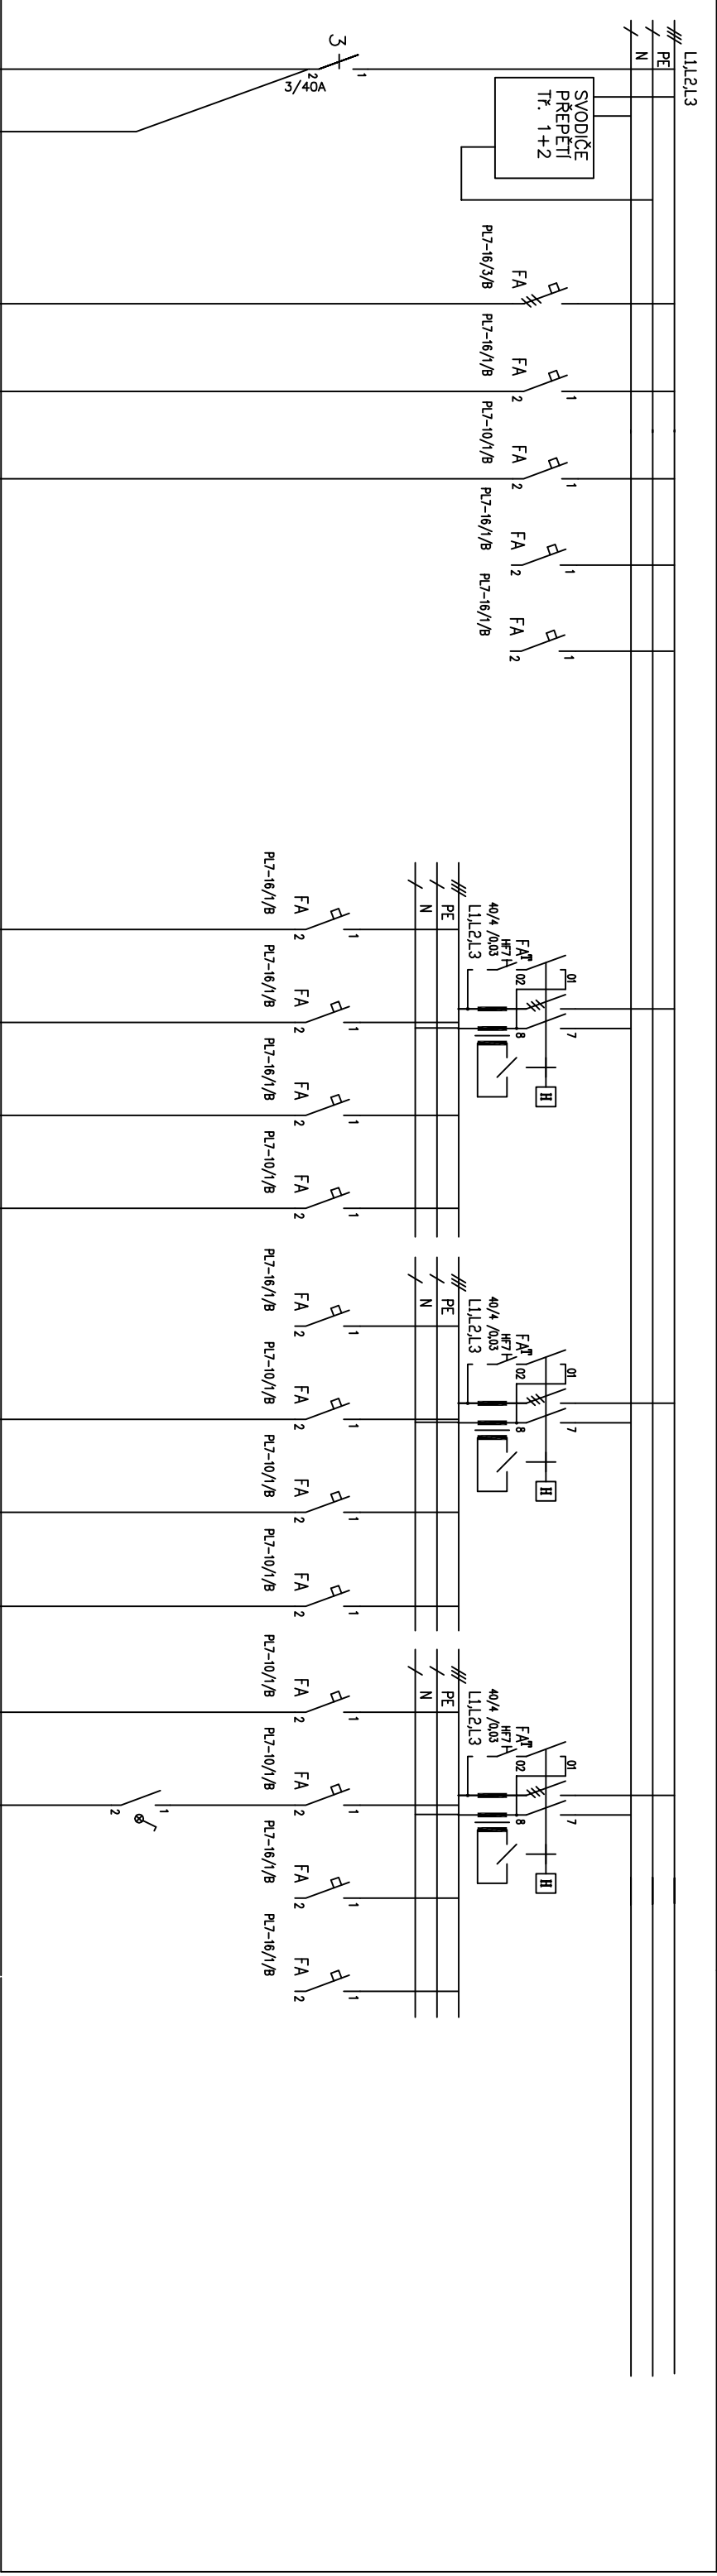 L1,L2,L3
PE
N
3
1
2
3/40A
SVODIČE
PŘEPĚTÍ
Tř. 1+2
PL7-16/3/B
FA
PL7-16/1/B
FA
1
2
PL7-10/1/B
FA
1
2
PL7-16/1/B
FA
1
2
PL7-16/1/B
FA
1
2
L1,L2,L3
PE
N
40/4 /0,03
HF7
FA
01
02
7
8
H
PL7-16/1/B
FA
1
2
PL7-16/1/B
FA
1
2
PL7-16/1/B
FA
1
2
PL7-10/1/B
FA
1
2
L1,L2,L3
PE
N
40/4 /0,03
HF7
FA
01
02
7
8
H
PL7-16/1/B
FA
1
2
PL7-10/1/B
FA
1
2
PL7-10/1/B
FA
1
2
PL7-10/1/B
FA
1
2
L1,L2,L3
PE
N
40/4 /0,03
HF7
FA
01
02
7
8
H
PL7-10/1/B
FA
1
2
PL7-10/1/B
FA
1
2
1
2
PL7-16/1/B
FA
1
2
PL7-16/1/B
FA
1
2